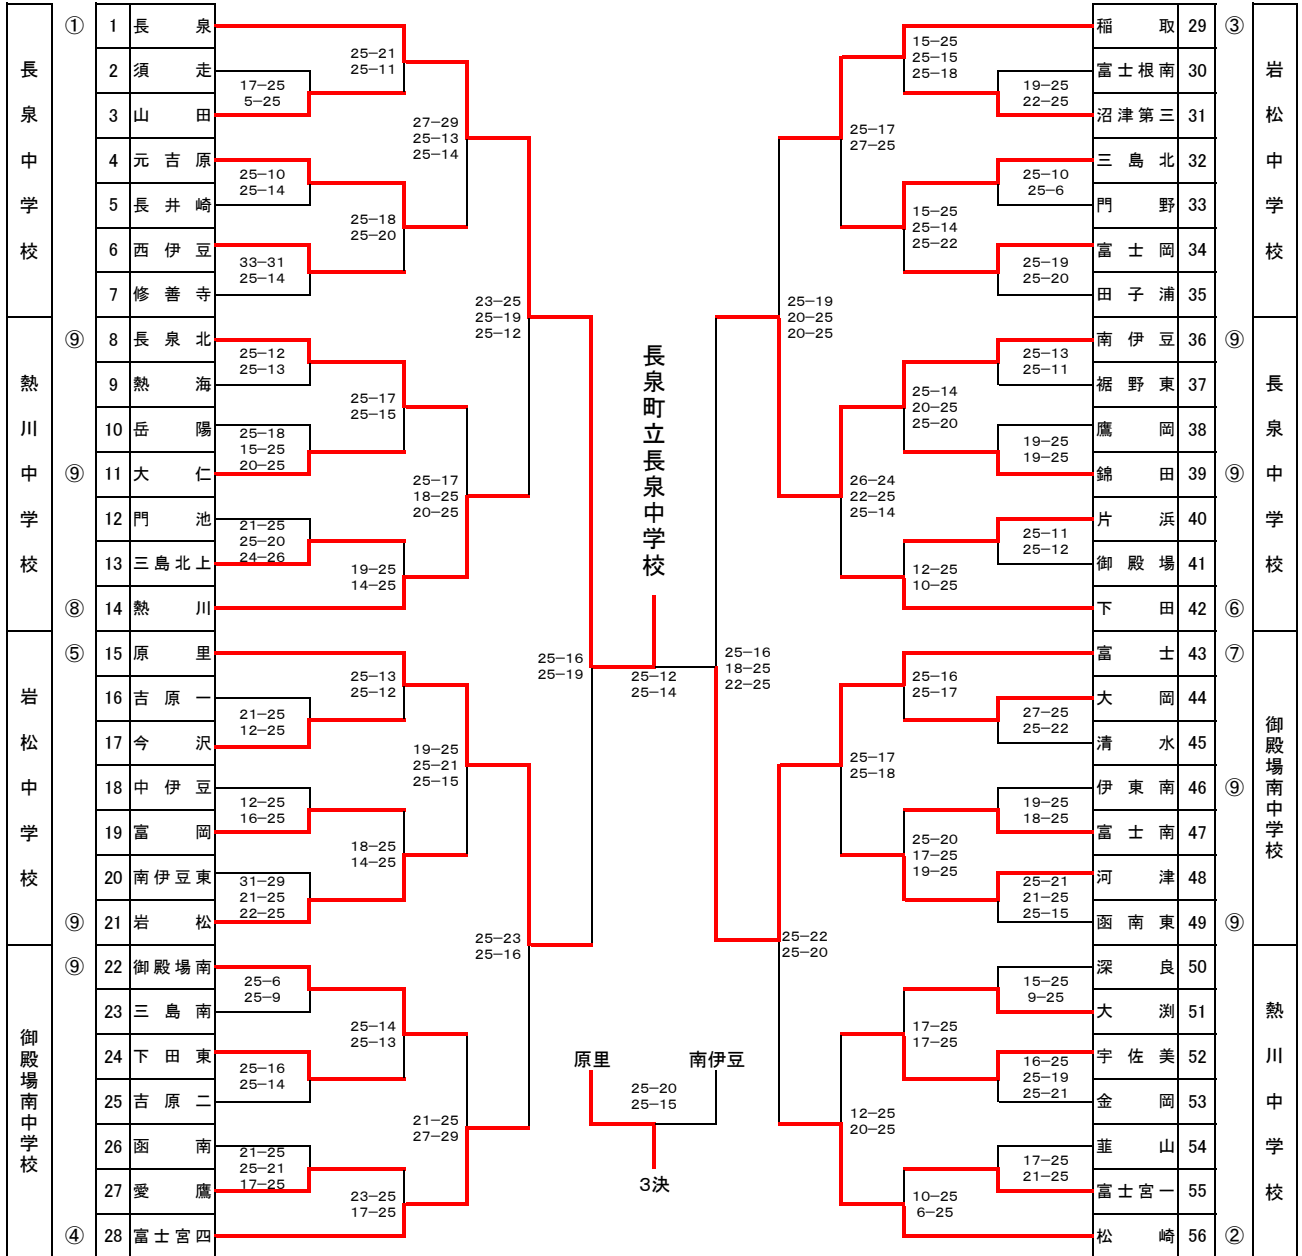 長泉中学校
熱川中学校
岩松中学校
御殿場南中学校
① 1 長泉
2 須走
3 山田
4 元吉原
5 長井崎
6 西伊豆
7 修善寺
⑨ 8 長泉北
9 熱海
10 岳陽
⑨ 11 大仁
12 門池
13 三島北上
⑧ 14 熱川
⑤ 15 原里
16 吉原一
17 今沢
18 中伊豆
19 富岡
20 南伊豆東
⑨ 21 岩松
⑨ 22 御殿場南
23 三島南
24 下田東
25 吉原二
26 函南
27 愛鷹
④ 28 富士宮四
17−25
5−25
25−10
25−14
33−31
25−14
25−12
25−13
25−18
15−25
20−25
21−25
25−20
24−26
21−25
12−25
12−25
16−25
31−29
21−25
22−25
25−6
25−9
25−16
25−14
21−25
25−21
17−25
25−21
25−11
25−18
25−20
25−17
25−15
19−25
14−25
25−13
25−12
18−25
14−25
25−14
25−13
23−25
17−25
27−29
25−13
25−14
25−17
18−25
20−25
19−25
25−21
25−15
21−25
27−29
23−25
25−19
25−12
25−23
25−16
25−16
25−19
長泉町立長泉中学校
25−12
25−14
原里 南伊豆
25−20
25−15
3決
25−16
18−25
22−25
25−19
20−25
20−25
25−22
25−20
25−17
27−25
26−24
22−25
25−14
25−17
25−18
12−25
20−25
15−25
25−15
25−18
15−25
25−14
25−22
25−14
20−25
25−20
12−25
10−25
25−16
25−17
25−20
17−25
19−25
17−25
17−25
10−25
6−25
19−25
22−25
25−10
25−6
25−19
25−20
25−13
25−11
19−25
19−25
25−11
25−12
27−25
25−22
19−25
18−25
25−21
21−25
25−15
15−25
9−25
16−25
25−19
25−21
17−25
21−25
稲取 29 ③
富士根南 30
沼津第三 31
三島北 32
門野 33
富士岡 34
田子浦 35
南伊豆 36 ⑨
裾野東 37
鷹岡 38
錦田 39 ⑨
片浜 40
御殿場 41
下田 42 ⑥
富士 43 ⑦
大岡 44
清水 45
伊東南 46 ⑨
富士南 47
河津 48
函南東 49 ⑨
深良 50
大渕 51
宇佐美 52
金岡 53
韮山 54
富士宮一 55
松崎 56 ②
岩松中学校
長泉中学校
御殿場南中学校
熱川中学校